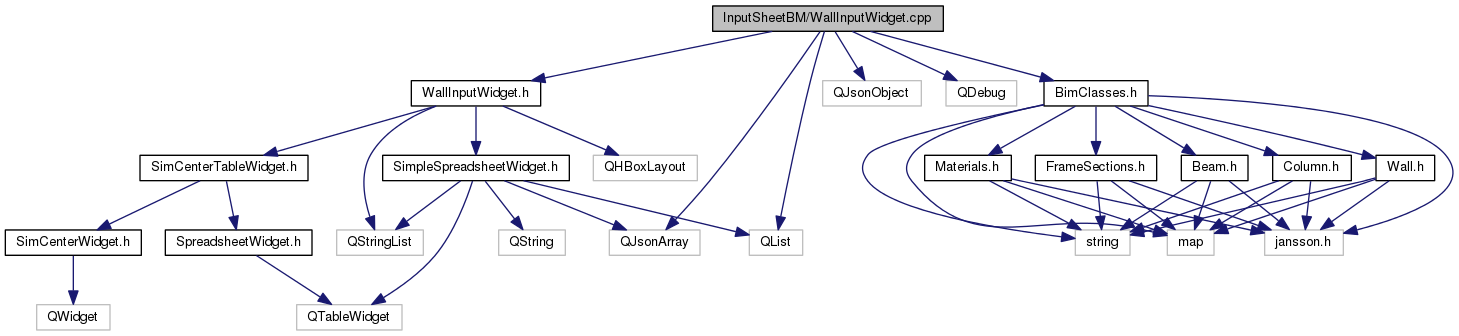 InputSheetBM/WallInputWidget.cpp
WallInputWidget.h
QJsonObject
QDebug
BimClasses.h
SimCenterTableWidget.h
SimpleSpreadsheetWidget.h
QHBoxLayout
Materials.h
FrameSections.h
Beam.h
Column.h
Wall.h
SimCenterWidget.h
SpreadsheetWidget.h
QStringList
QString
QJsonArray
QList
string
map
jansson.h
QWidget
QTableWidget